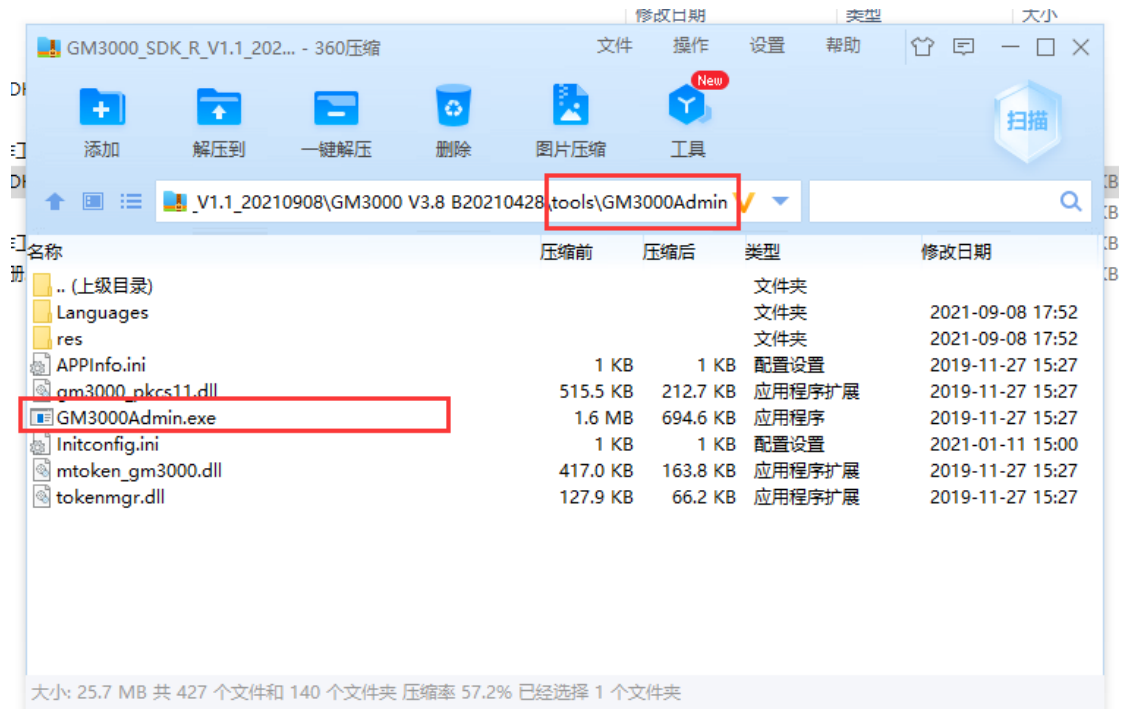 修改日期 类型 大小
GM3000_SDK_R_V1.1_202... - 360压缩 文件 操作 设置 帮助
New
添加 解压到 一键解压 删除 图片压缩 工具 扫描
_V1.1_20210908\GM3000 V3.8 B20210428\tools\GM3000Admin
名称 压缩前 压缩后 类型 修改日期
.. (上级目录) 文件夹
Languages 文件夹 2021-09-08 17:52
res 文件夹 2021-09-08 17:52
APPInfo.ini 1 KB 1 KB 配置设置 2019-11-27 15:27
gm3000_pkcs11.dll 515.5 KB 212.7 KB 应用程序扩展 2019-11-27 15:27
GM3000Admin.exe 1.6 MB 694.6 KB 应用程序 2019-11-27 15:27
Initconfig.ini 1 KB 1 KB 配置设置 2021-01-11 15:00
mtoken_gm3000.dll 417.0 KB 163.8 KB 应用程序扩展 2019-11-27 15:27
tokenmgr.dll 127.9 KB 66.2 KB 应用程序扩展 2019-11-27 15:27
大小: 25.7 MB 共 427 个文件和 140 个文件夹 压缩率 57.2% 已经选择 1 个文件夹